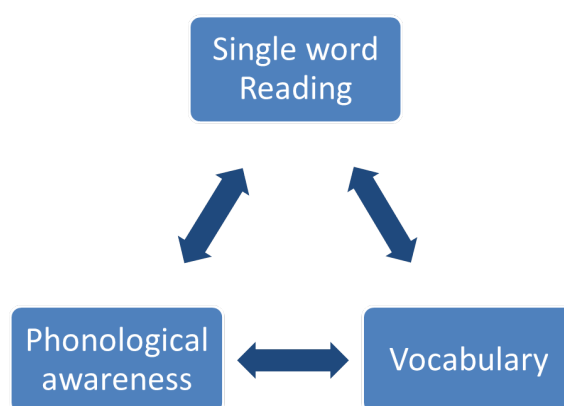 Single word
Reading
Phonological
awareness
Vocabulary